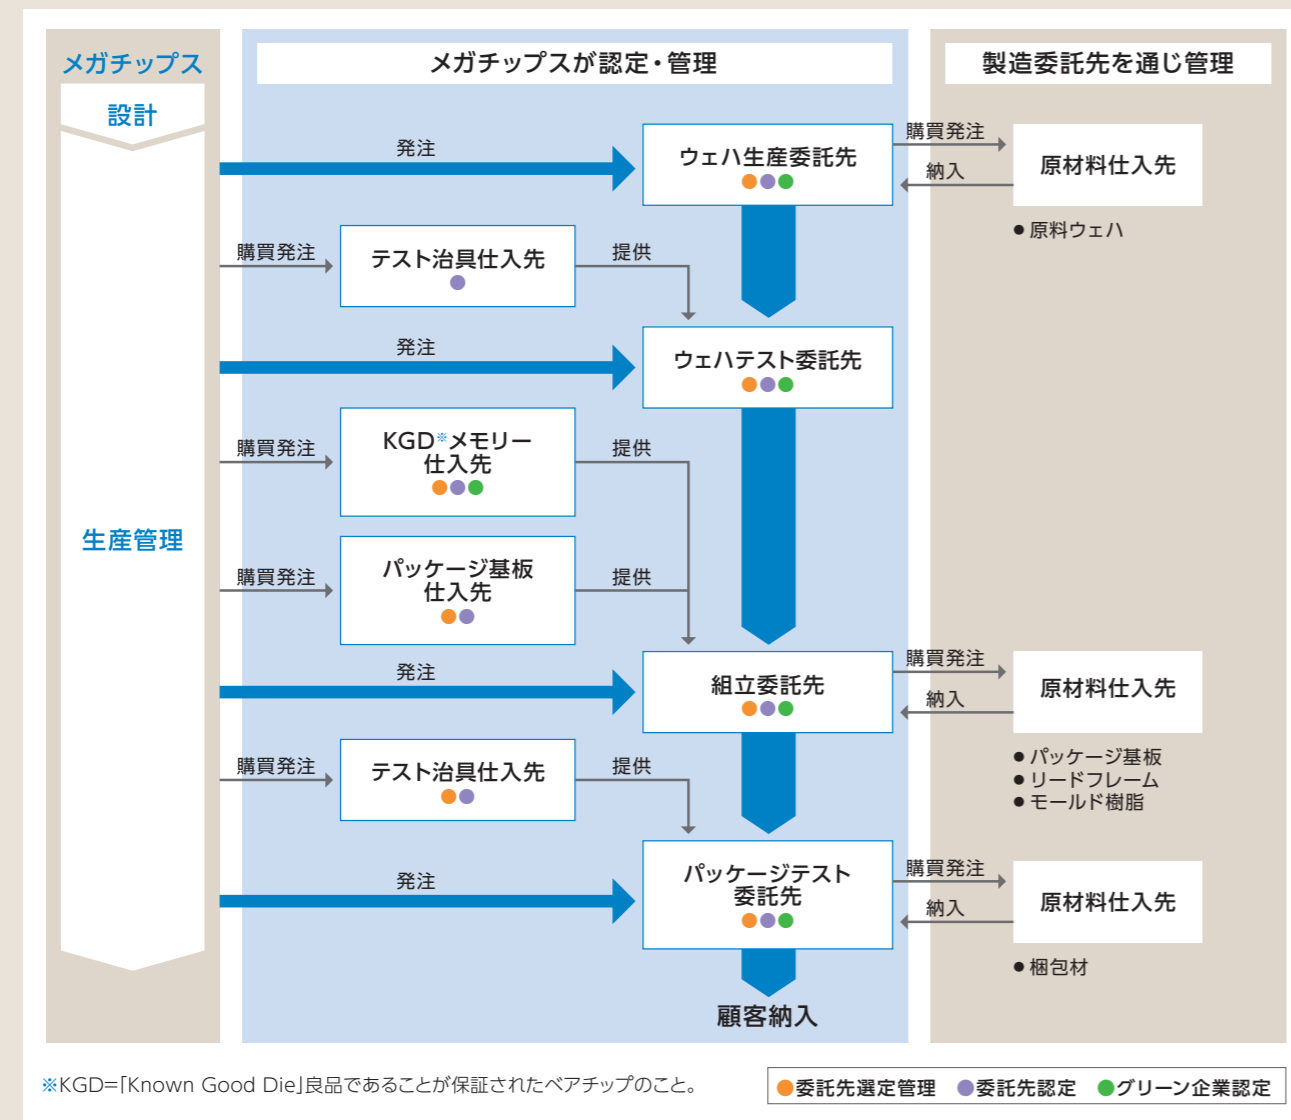 メガチップス
メガチップスが認定・管理
製造委託先を通じ管理
設計
発注
ウェハ生産委託先
購買発注
納入
原材料仕入先
● 原料ウェハ
購買発注
テスト治具仕入先
提供
発注
ウェハテスト委託先
購買発注
KGD※メモリー
仕入先
提供
生産管理
購買発注
パッケージ基板
仕入先
提供
発注
組立委託先
購買発注
納入
原材料仕入先
● パッケージ基板
● リードフレーム
● モールド樹脂
購買発注
テスト治具仕入先
提供
発注
パッケージテスト
委託先
購買発注
納入
原材料仕入先
● 梱包材
顧客納入
※KGD=「Known Good Die」良品であることが保証されたベアチップのこと。
●委託先選定管理 ●委託先認定 ●グリーン企業認定